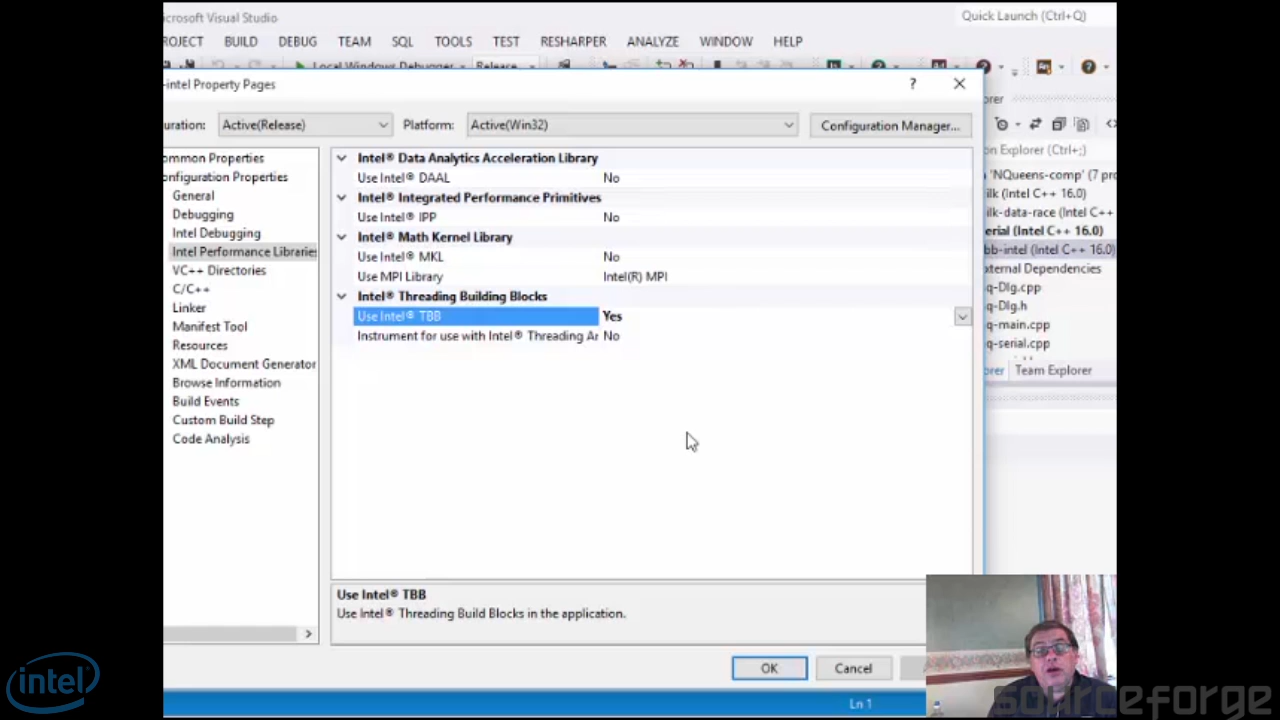 icrosoft Visual Studio
Quick Launch (Ctrl+Q)
ROJECT BUILD DEBUG TEAM SQL TOOLS TEST RESHARPER ANALYZE WINDOW HELP
Local Windows Debugger Release
-intel Property Pages
uration: Active(Release) Platform: Active(Win32) Configuration Manager...
ommon Properties
onfiguration Properties
General
Debugging
Intel Debugging
Intel Performance Libraries
VC++ Directories
C/C++
Linker
Manifest Tool
Resources
XML Document Generator
Browse Information
Build Events
Custom Build Step
Code Analysis
Intel® Data Analytics Acceleration Library
Use Intel® DAAL No
Intel® Integrated Performance Primitives
Use Intel® IPP No
Intel® Math Kernel Library
Use Intel® MKL No
Use MPI Library Intel(R) MPI
Intel® Threading Building Blocks
Use Intel® TBB Yes
Instrument for use with Intel® Threading Ar No
Use Intel® TBB
Use Intel® Threading Build Blocks in the application.
OK Cancel
orer
on Explorer (Ctrl+;)
'NQueens-comp' (7 pro
ilk (Intel C++ 16.0)
ilk-data-race (Intel C++
erial (Intel C++ 16.0)
bb-intel (Intel C++ 16.0)
xternal Dependencies
q-Dlg.cpp
q-Dlg.h
q-main.cpp
q-serial.cpp
orer Team Explorer
Ln 1
intel
sourceforge